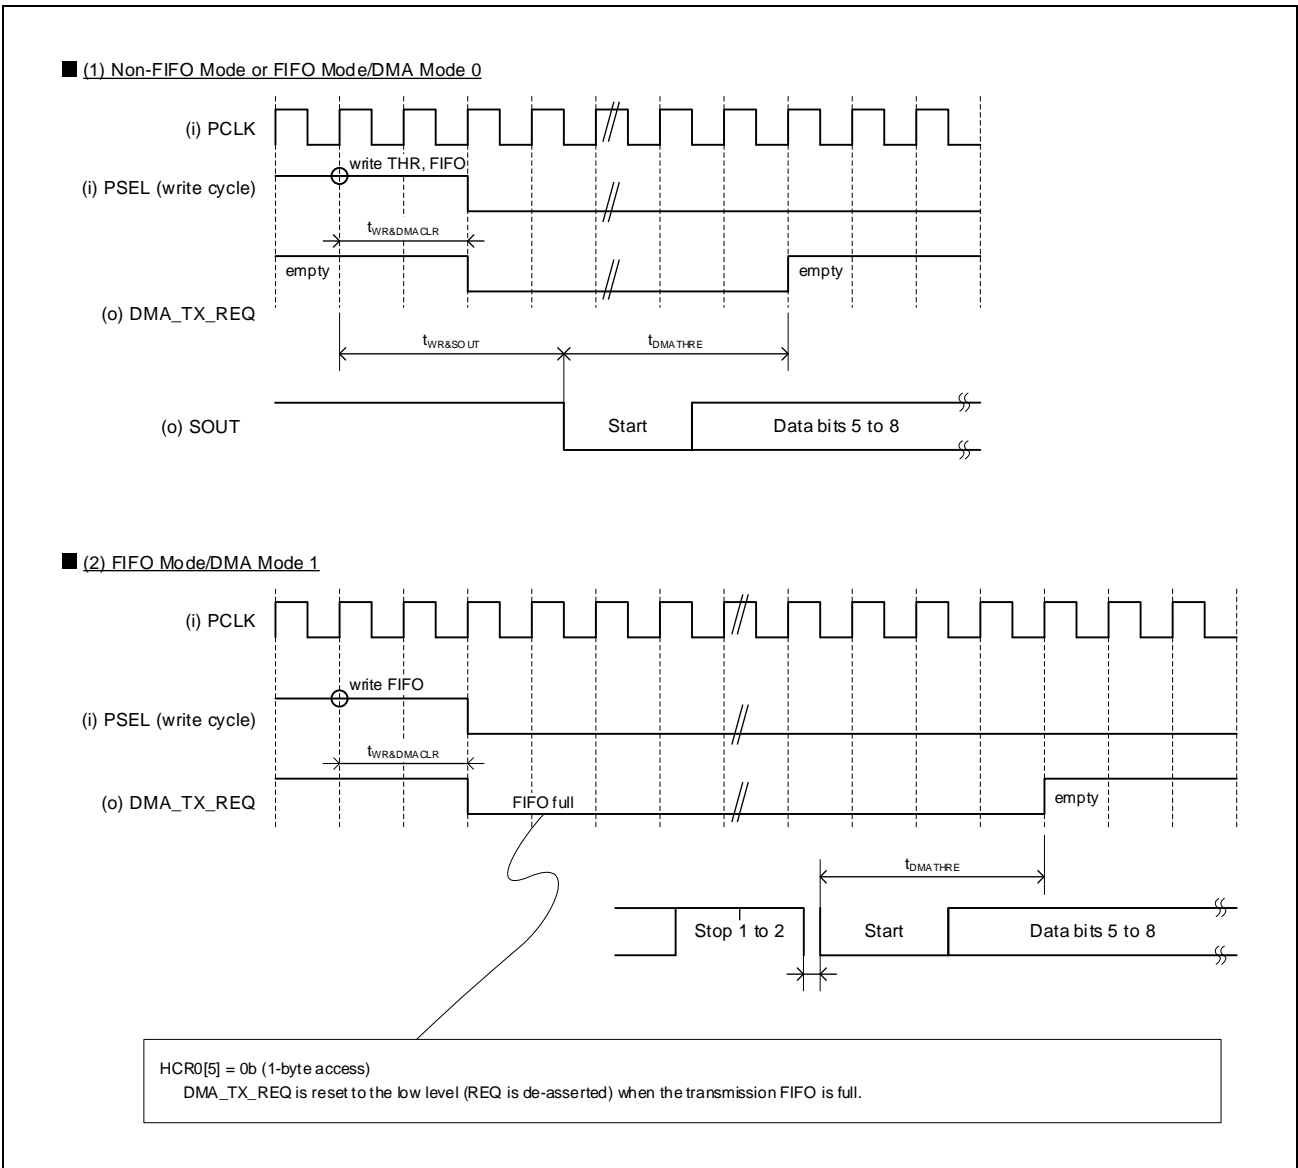 (1) Non-FIFO Mode or FIFO Mode/DMA Mode 0
(i) PCLK
write THR, FIFO
(i) PSEL (write cycle)
tWR&DMACLR
empty
empty
(o) DMA_TX_REQ
tWR&SOUT
tDMATHRE
(o) SOUT
Start
Data bits 5 to 8
(2) FIFO Mode/DMA Mode 1
(i) PCLK
write FIFO
(i) PSEL (write cycle)
tWR&DMACLR
(o) DMA_TX_REQ
FIFO full
empty
tDMATHRE
Stop 1 to 2
Start
Data bits 5 to 8
HCR0[5] = 0b (1-byte access)
DMA_TX_REQ is reset to the low level (REQ is de-asserted) when the transmission FIFO is full.